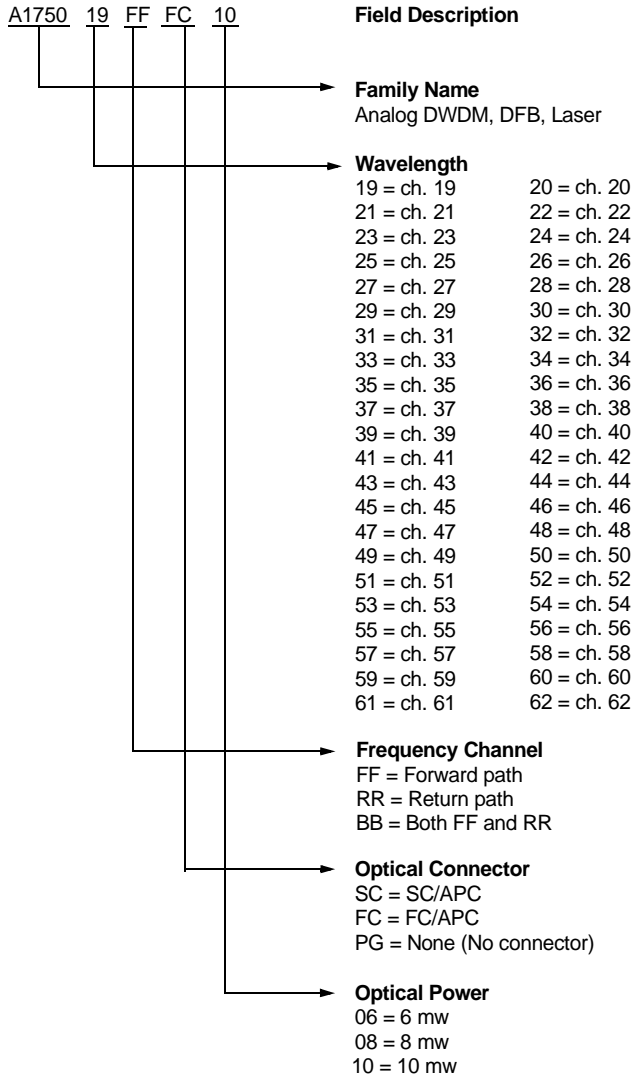 A1750 19 FF FC 10 Field Description
Family Name
Analog DWDM, DFB, Laser
Wavelength
19 = ch. 19 20 = ch. 20
21 = ch. 21 22 = ch. 22
23 = ch. 23 24 = ch. 24
25 = ch. 25 26 = ch. 26
27 = ch. 27 28 = ch. 28
29 = ch. 29 30 = ch. 30
31 = ch. 31 32 = ch. 32
33 = ch. 33 34 = ch. 34
35 = ch. 35 36 = ch. 36
37 = ch. 37 38 = ch. 38
39 = ch. 39 40 = ch. 40
41 = ch. 41 42 = ch. 42
43 = ch. 43 44 = ch. 44
45 = ch. 45 46 = ch. 46
47 = ch. 47 48 = ch. 48
49 = ch. 49 50 = ch. 50
51 = ch. 51 52 = ch. 52
53 = ch. 53 54 = ch. 54
55 = ch. 55 56 = ch. 56
57 = ch. 57 58 = ch. 58
59 = ch. 59 60 = ch. 60
61 = ch. 61 62 = ch. 62
Frequency Channel
FF = Forward path
RR = Return path
BB = Both FF and RR
Optical Connector
SC = SC/APC
FC = FC/APC
PG = None (No connector)
Optical Power
06 = 6 mw
08 = 8 mw
10 = 10 mw